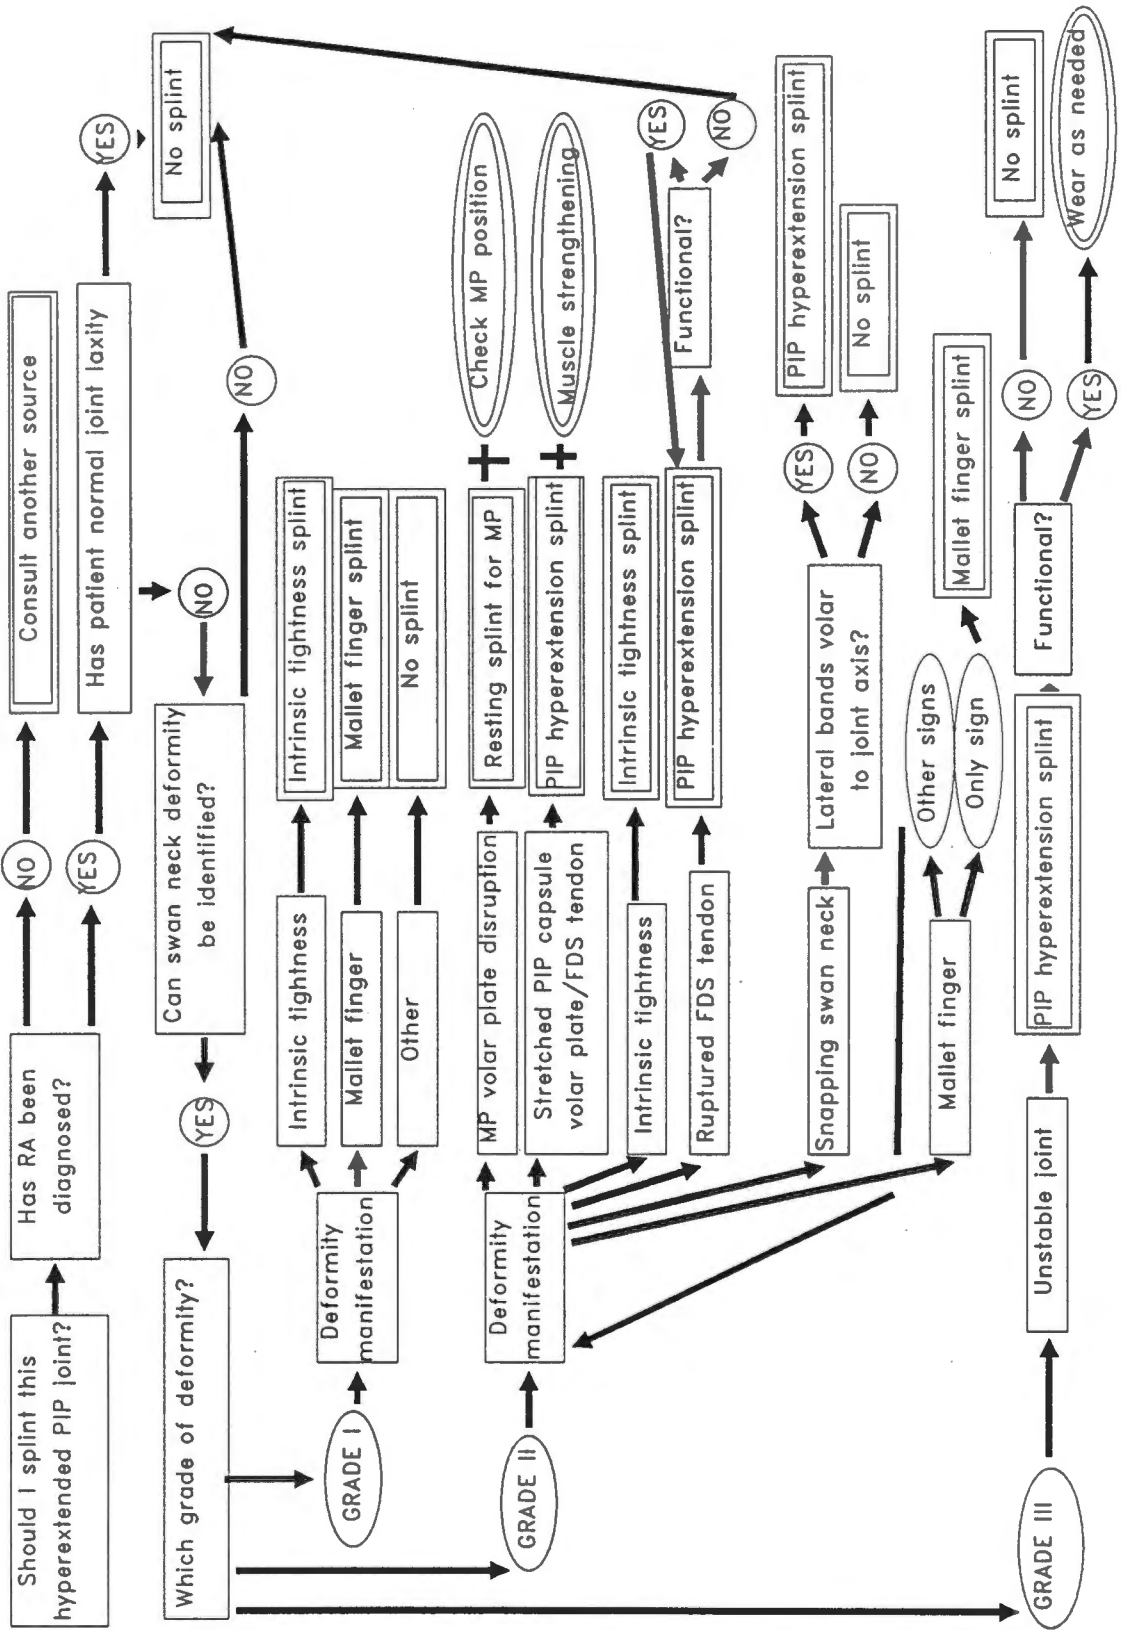 Should I splint this
hyperextended PIP joint?
Has RA been
diagnosed?
NO
Consult another source
YES
Has patient normal joint laxity
YES
No splint
NO
Can swan neck deformity
be identified?
NO
YES
Which grade of deformity?
GRADE I
Deformity
manifestation
Intrinsic tightness
Intrinsic tightness splint
Mallet finger
Mallet finger splint
Other
No splint
GRADE II
Deformity
manifestation
MP volar plate disruption
Resting splint for MP
+
Check MP position
Stretched PIP capsule
volar plate/FDS tendon
PIP hyperextension splint
+
Muscle strengthening
Intrinsic tightness
Intrinsic tightness splint
Ruptured FDS tendon
PIP hyperextension splint
Functional?
YES
NO
Snapping swan neck
Lateral bands volar
to joint axis?
YES
PIP hyperextension splint
NO
No splint
Mallet finger
Other signs
Only sign
Mallet finger splint
GRADE III
Unstable joint
PIP hyperextension splint
Functional?
NO
No splint
YES
Wear as needed